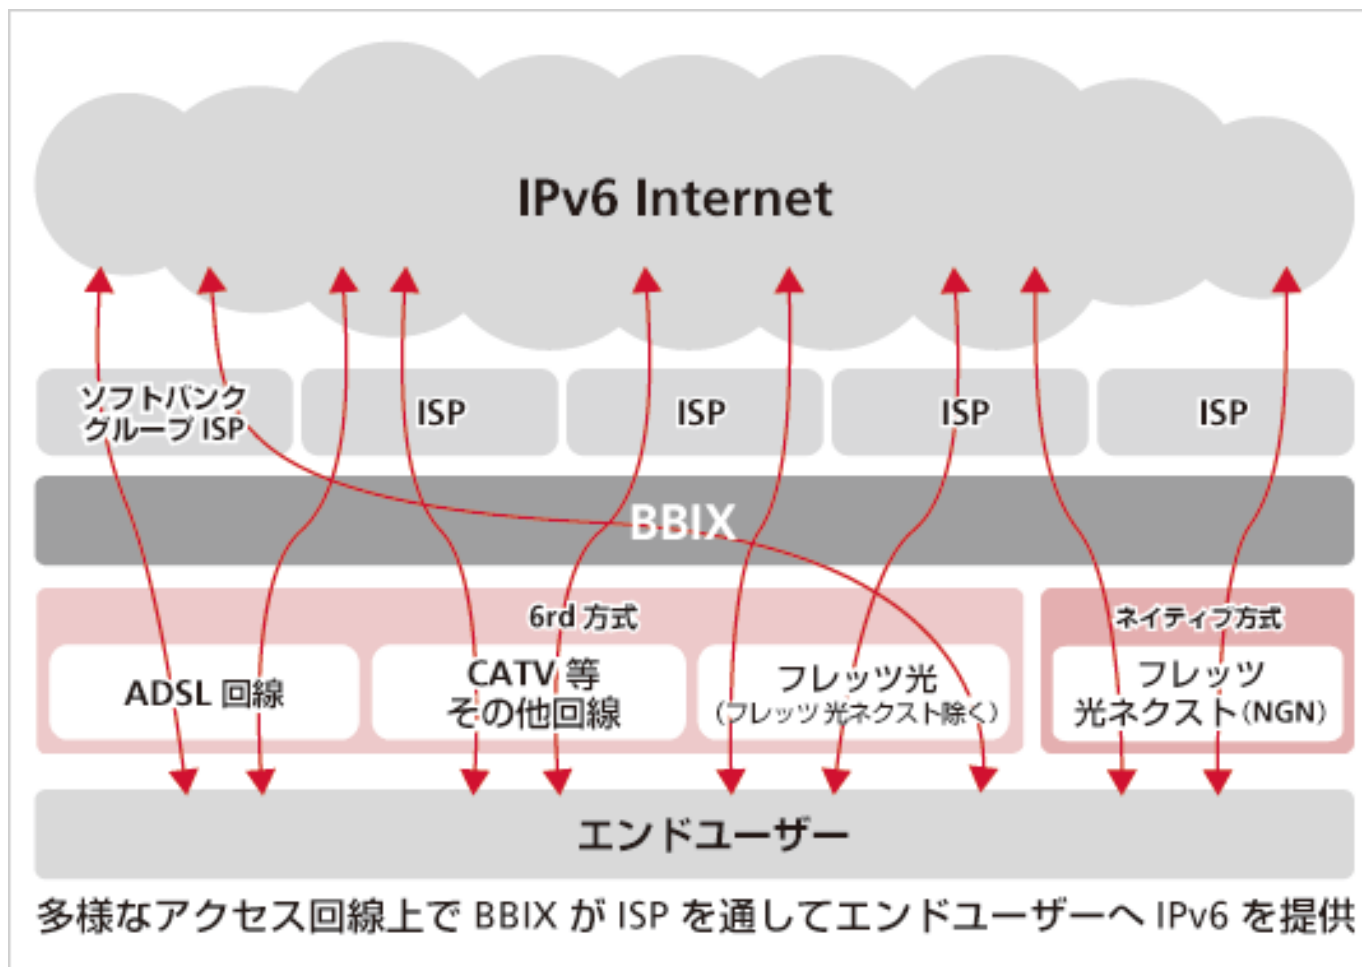 IPv6 Internet
ソフトバンク
グループ ISP
ISP
ISP
ISP
ISP
BBIX
6rd 方式
ネイティブ方式
ADSL 回線
CATV 等
その他回線
フレッツ光
(フレッツ 光ネクスト除く)
フレッツ
光ネクスト(NGN)
エンドユーザー
多様なアクセス回線上で BBIX が ISP を通してエンドユーザーへ IPv6 を提供